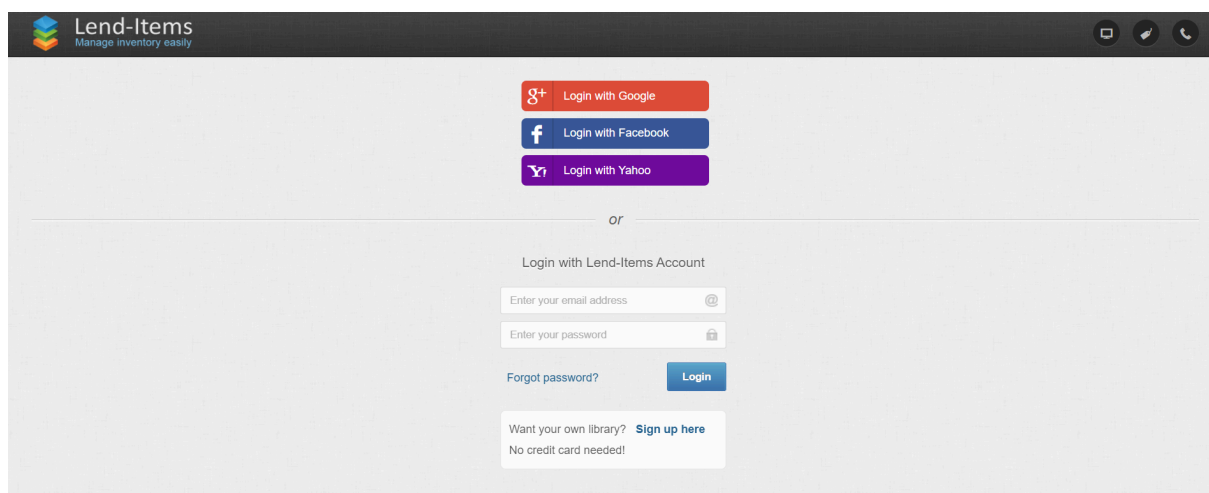 Lend-Items
Manage inventory easily
g+ Login with Google
f Login with Facebook
Y! Login with Yahoo
or
Login with Lend-Items Account
Enter your email address @
Enter your password
Forgot password? Login
Want your own library? Sign up here
No credit card needed!